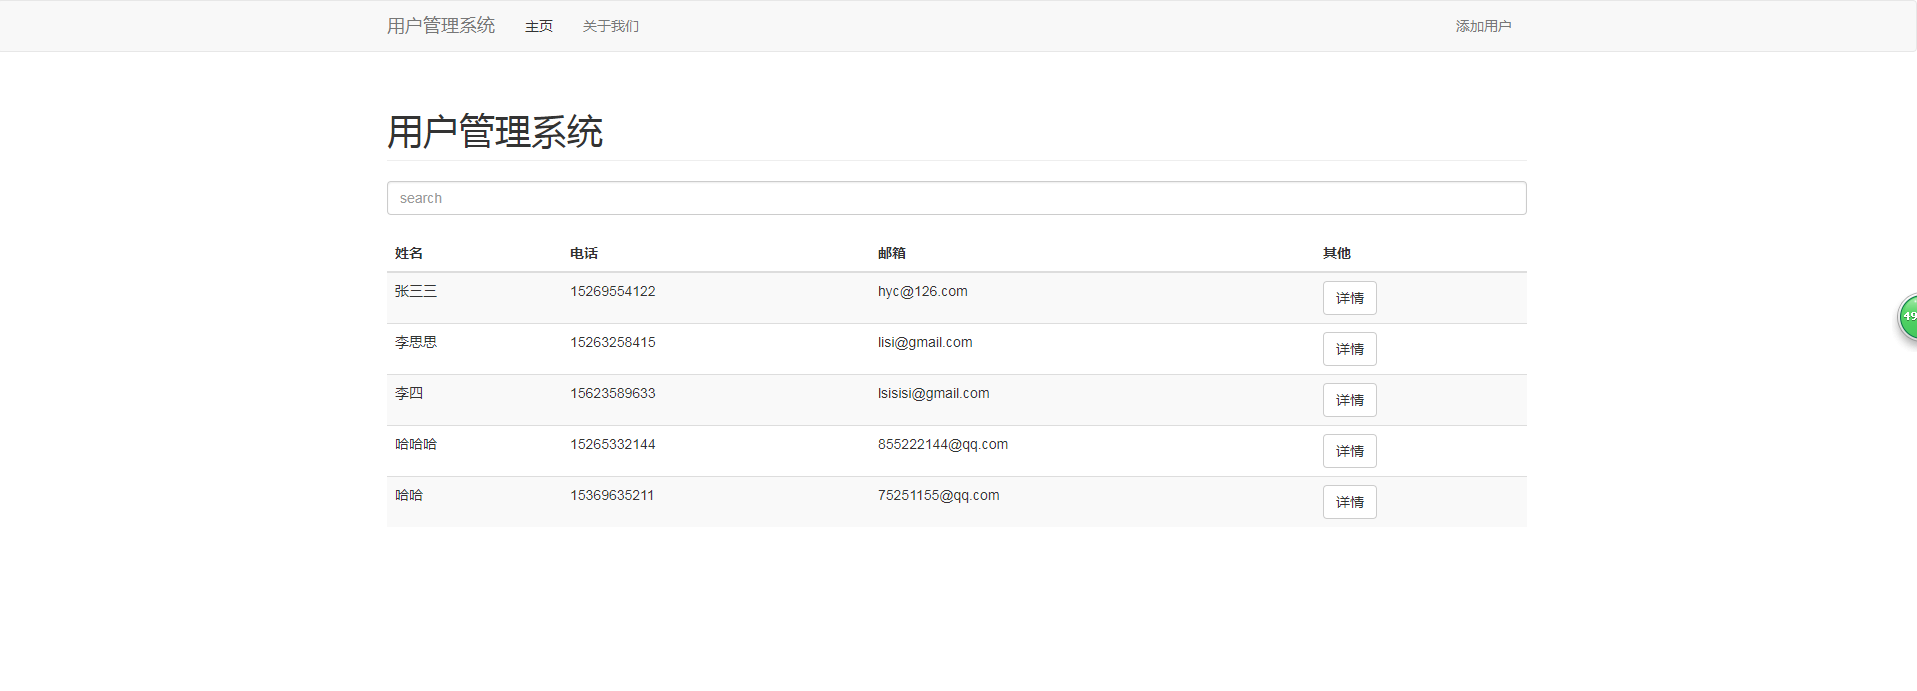 用户管理系统 主页 关于我们 添加用户
用户管理系统
search
姓名 电话 邮箱 其他
张三三 15269554122 hyc@126.com 详情
李思思 15263258415 lisi@gmail.com 详情
李四 15623589633 lsisisi@gmail.com 详情
哈哈哈 15265332144 855222144@qq.com 详情
哈哈 15369635211 75251155@qq.com 详情
49